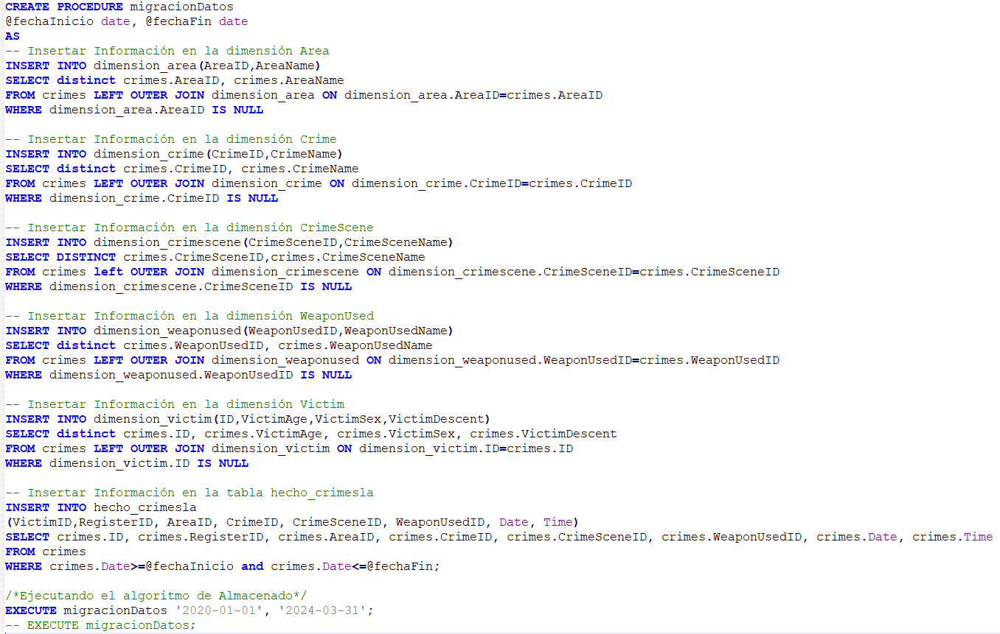 CREATE PROCEDURE migracionDatos
@fechaInicio date, @fechaFin date
AS
-- Insertar Información en la dimensión Area
INSERT INTO dimension_area(AreaID,AreaName)
SELECT distinct crimes.AreaID, crimes.AreaName
FROM crimes LEFT OUTER JOIN dimension_area ON dimension_area.AreaID=crimes.AreaID
WHERE dimension_area.AreaID IS NULL

-- Insertar Información en la dimensión Crime
INSERT INTO dimension_crime(CrimeID,CrimeName)
SELECT distinct crimes.CrimeID, crimes.CrimeName
FROM crimes LEFT OUTER JOIN dimension_crime ON dimension_crime.CrimeID=crimes.CrimeID
WHERE dimension_crime.CrimeID IS NULL

-- Insertar Información en la dimensión CrimeScene
INSERT INTO dimension_crimescene(CrimeSceneID,CrimeSceneName)
SELECT DISTINCT crimes.CrimeSceneID,crimes.CrimeSceneName
FROM crimes left OUTER JOIN dimension_crimescene ON dimension_crimescene.CrimeSceneID=crimes.CrimeSceneID
WHERE dimension_crimescene.CrimeSceneID IS NULL

-- Insertar Información en la dimensión WeaponUsed
INSERT INTO dimension_weaponused(WeaponUsedID,WeaponUsedName)
SELECT distinct crimes.WeaponUsedID, crimes.WeaponUsedName
FROM crimes LEFT OUTER JOIN dimension_weaponused ON dimension_weaponused.WeaponUsedID=crimes.WeaponUsedID
WHERE dimension_weaponused.WeaponUsedID IS NULL

-- Insertar Información en la dimensión Victim
INSERT INTO dimension_victim(ID,VictimAge,VictimSex,VictimDescent)
SELECT distinct crimes.ID, crimes.VictimAge, crimes.VictimSex, crimes.VictimDescent
FROM crimes LEFT OUTER JOIN dimension_victim ON dimension_victim.ID=crimes.ID
WHERE dimension_victim.ID IS NULL

-- Insertar Información en la tabla hecho_crimesla
INSERT INTO hecho_crimesla
(VictimID,RegisterID, AreaID, CrimeID, CrimeSceneID, WeaponUsedID, Date, Time)
SELECT crimes.ID, crimes.RegisterID, crimes.AreaID, crimes.CrimeID, crimes.CrimeSceneID, crimes.WeaponUsedID, crimes.Date, crimes.Time
FROM crimes
WHERE crimes.Date>=@fechaInicio and crimes.Date<=@fechaFin;

/*Ejecutando el algoritmo de Almacenado*/
EXECUTE migracionDatos '2020-01-01', '2024-03-31';
-- EXECUTE migracionDatos;